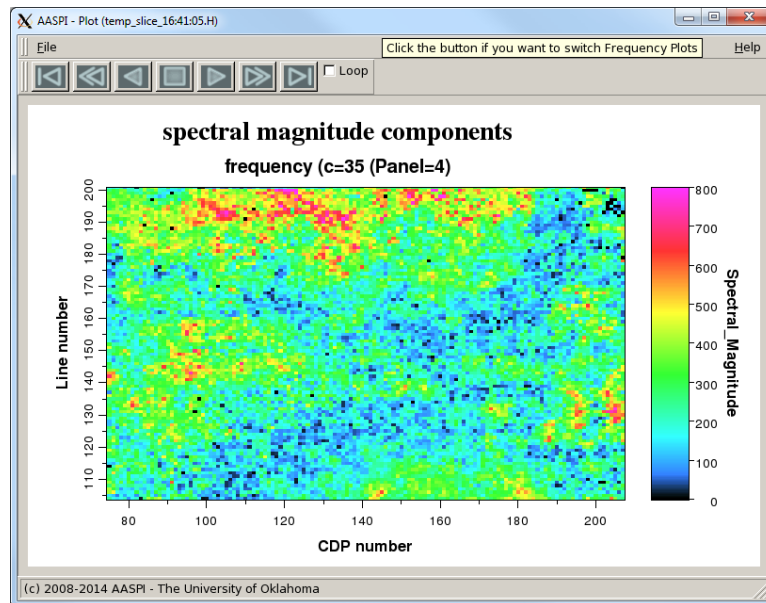 AASPI - Plot (temp_slice_16:41:05.H)
File
Click the button if you want to switch Frequency Plots
Help
Loop
spectral magnitude components
frequency (c=35 (Panel=4)
200
190
180
170
160
150
140
130
120
110
Line number
80 100 120 140 160 180 200
CDP number
800
700
600
500
400
300
200
100
0
Spectral_Magnitude
(c) 2008-2014 AASPI - The University of Oklahoma